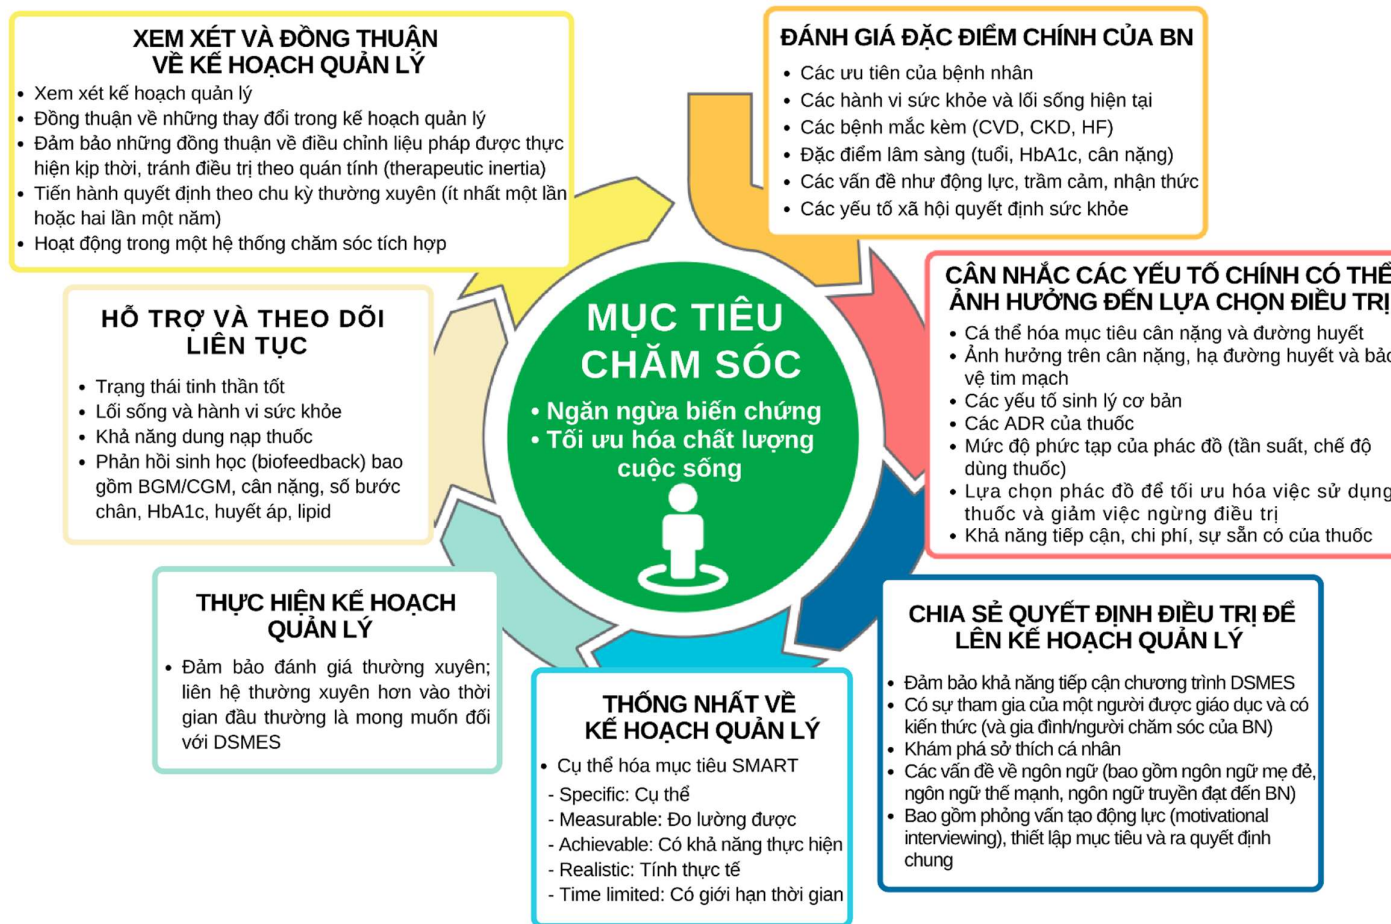 XEM XÉT VÀ ĐỒNG THUẬN
VỀ KẾ HOẠCH QUẢN LÝ
• Xem xét kế hoạch quản lý
• Đồng thuận về những thay đổi trong kế hoạch quản lý
• Đảm bảo những đồng thuận về điều chỉnh liệu pháp được thực
hiện kịp thời, tránh điều trị theo quán tính (therapeutic inertia)
• Tiến hành quyết định theo chu kỳ thường xuyên (ít nhất một lần
hoặc hai lần một năm)
• Hoạt động trong một hệ thống chăm sóc tích hợp
ĐÁNH GIÁ ĐẶC ĐIỂM CHÍNH CỦA BN
• Các ưu tiên của bệnh nhân
• Các hành vi sức khỏe và lối sống hiện tại
• Các bệnh mắc kèm (CVD, CKD, HF)
• Đặc điểm lâm sàng (tuổi, HbA1c, cân nặng)
• Các vấn đề như động lực, trầm cảm, nhận thức
• Các yếu tố xã hội quyết định sức khỏe
CÂN NHẮC CÁC YẾU TỐ CHÍNH CÓ THỂ
ẢNH HƯỞNG ĐẾN LỰA CHỌN ĐIỀU TRỊ
• Cá thể hóa mục tiêu cân nặng và đường huyết
• Ảnh hưởng trên cân nặng, hạ đường huyết và bảo
vệ tim mạch
• Các yếu tố sinh lý cơ bản
• Các ADR của thuốc
• Mức độ phức tạp của phác đồ (tần suất, chế độ
dùng thuốc)
• Lựa chọn phác đồ để tối ưu hóa việc sử dụng
thuốc và giảm việc ngừng điều trị
• Khả năng tiếp cận, chi phí, sự sẵn có của thuốc
CHIA SẺ QUYẾT ĐỊNH ĐIỀU TRỊ ĐỂ
LÊN KẾ HOẠCH QUẢN LÝ
• Đảm bảo khả năng tiếp cận chương trình DSMES
• Có sự tham gia của một người được giáo dục và có
kiến thức (và gia đình/người chăm sóc của BN)
• Khám phá sở thích cá nhân
• Các vấn đề về ngôn ngữ (bao gồm ngôn ngữ mẹ đẻ,
ngôn ngữ thế mạnh, ngôn ngữ truyền đạt đến BN)
• Bao gồm phỏng vấn tạo động lực (motivational
interviewing), thiết lập mục tiêu và ra quyết định
chung
THỐNG NHẤT VỀ
KẾ HOẠCH QUẢN LÝ
• Cụ thể hóa mục tiêu SMART
- Specific: Cụ thể
- Measurable: Đo lường được
- Achievable: Có khả năng thực hiện
- Realistic: Tính thực tế
- Time limited: Có giới hạn thời gian
THỰC HIỆN KẾ HOẠCH
QUẢN LÝ
• Đảm bảo đánh giá thường xuyên;
liên hệ thường xuyên hơn vào thời
gian đầu thường là mong muốn đối
với DSMES
HỖ TRỢ VÀ THEO DÕI
LIÊN TỤC
• Trạng thái tinh thần tốt
• Lối sống và hành vi sức khỏe
• Khả năng dung nạp thuốc
• Phản hồi sinh học (biofeedback) bao
gồm BGM/CGM, cân nặng, số bước
chân, HbA1c, huyết áp, lipid
MỤC TIÊU
CHĂM SÓC
• Ngăn ngừa biến chứng
• Tối ưu hóa chất lượng
cuộc sống